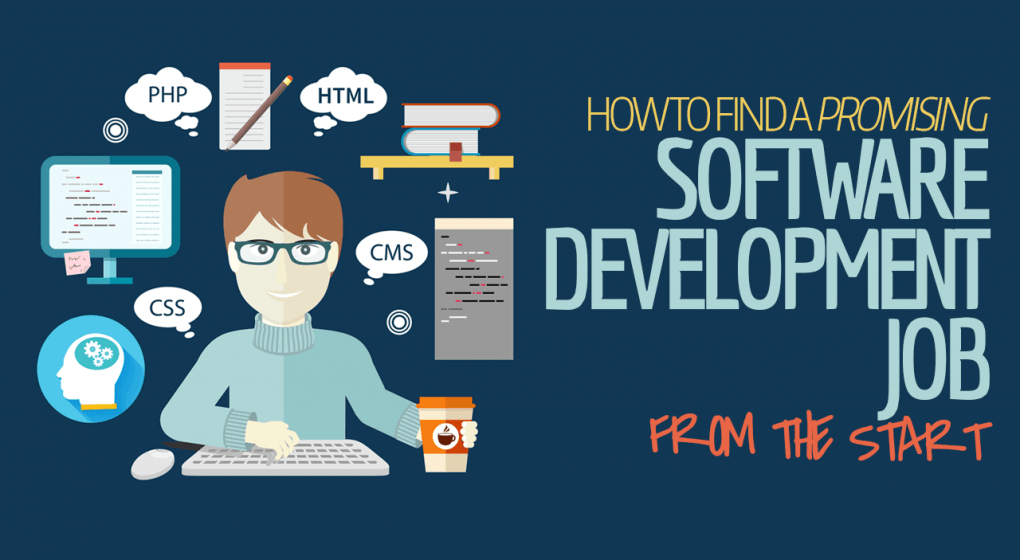 PHP
HTML
CMS
CSS
HOW TO FIND A PROMISING
SOFTWARE
DEVELOPMENT
JOB
FROM THE START